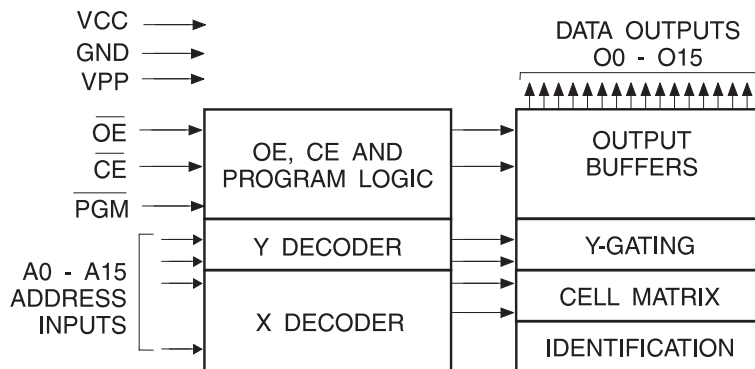 VCC
GND
VPP
DATA OUTPUTS
O0 - O15
OE
CE
PGM
OE, CE AND
PROGRAM LOGIC
OUTPUT
BUFFERS
A0 - A15
ADDRESS
INPUTS
Y DECODER
Y-GATING
X DECODER
CELL MATRIX
IDENTIFICATION